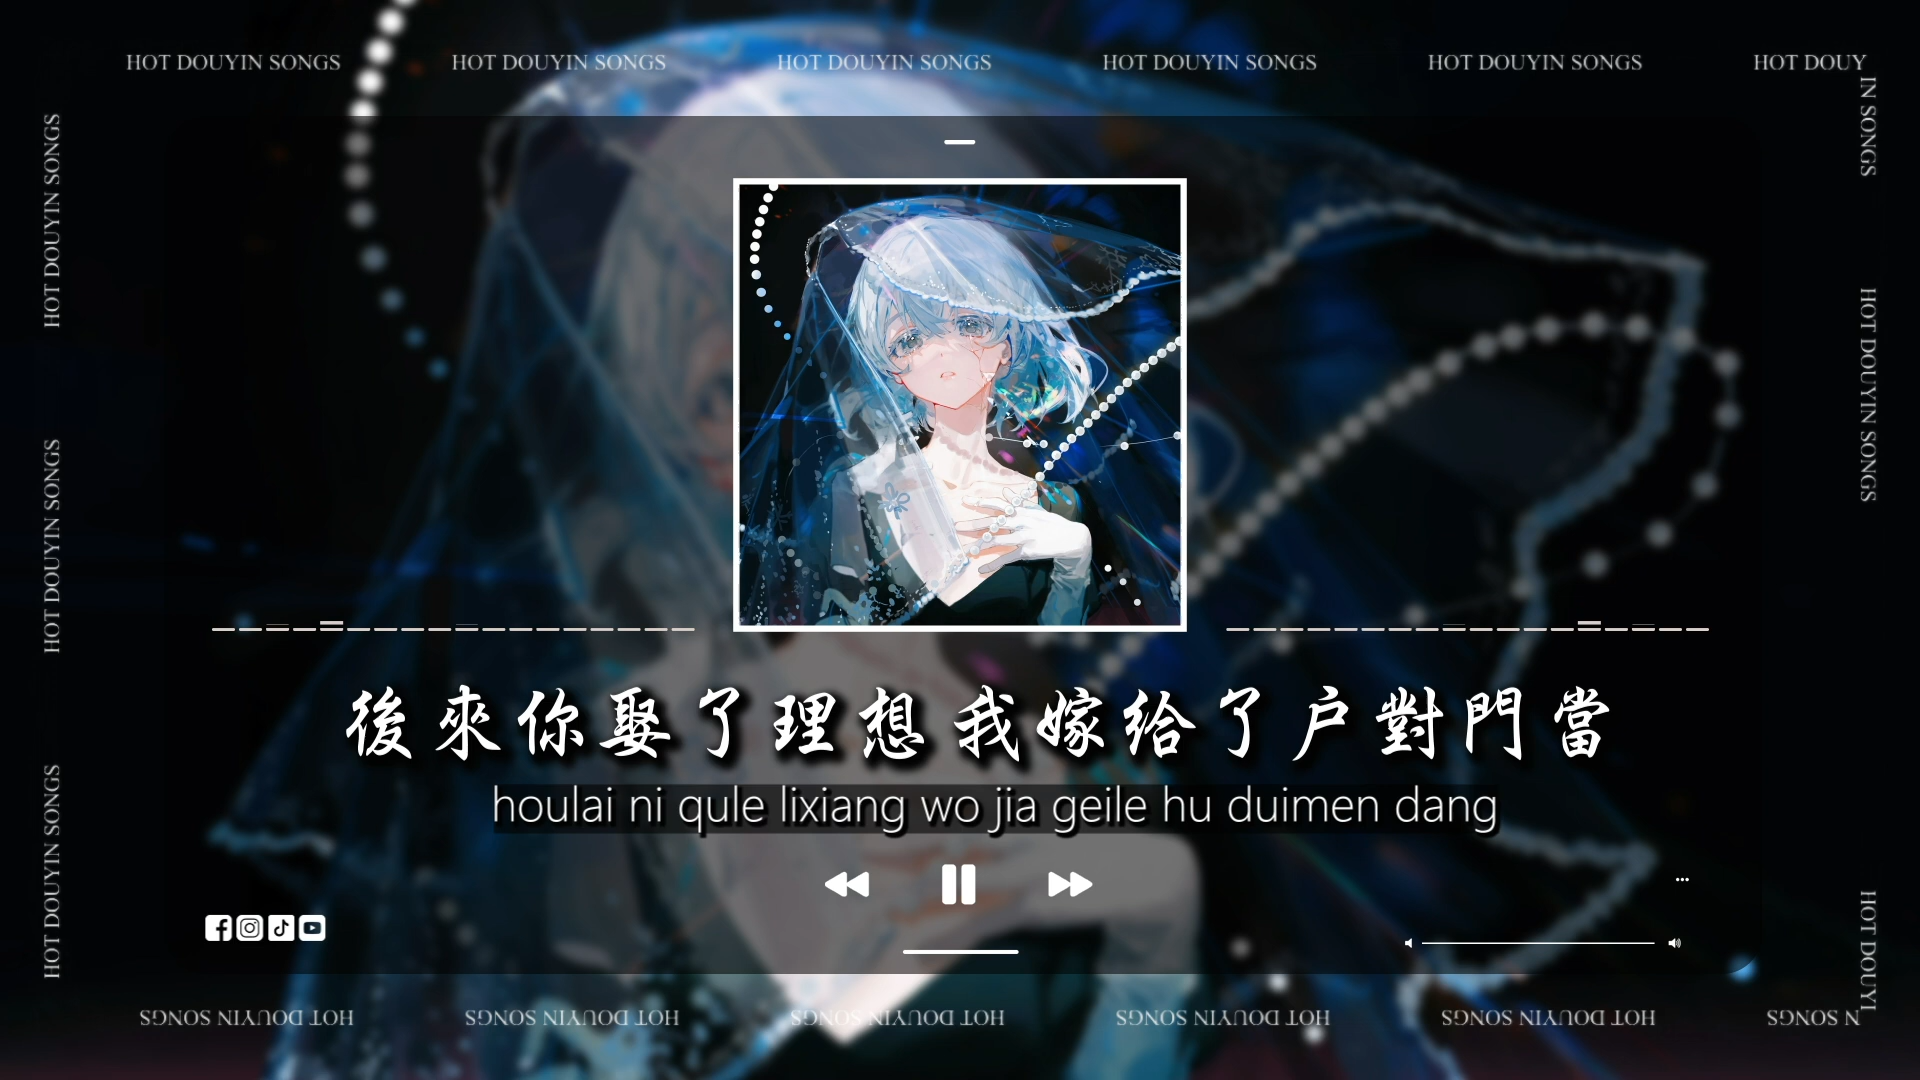 HOT DOUYIN SONGS HOT DOUYIN SONGS HOT DOUYIN SONGS HOT DOUYIN SONGS HOT DOUYIN SONGS HOT DOUY
IN SONGS
HOT DOUYIN SONGS
HOT DOUYI
HOT DOUYIN SONGS
HOT DOUYIN SONGS
HOT DOUYIN SONGS
後來你娶了理想 我嫁给了户對門當
houlai ni qule lixiang wo jia geile hu duimen dang
N SONGS HOT DOUYIN SONGS HOT DOUYIN SONGS HOT DOUYIN SONGS HOT DOUYIN SONGS HOT DOUYIN SONGS